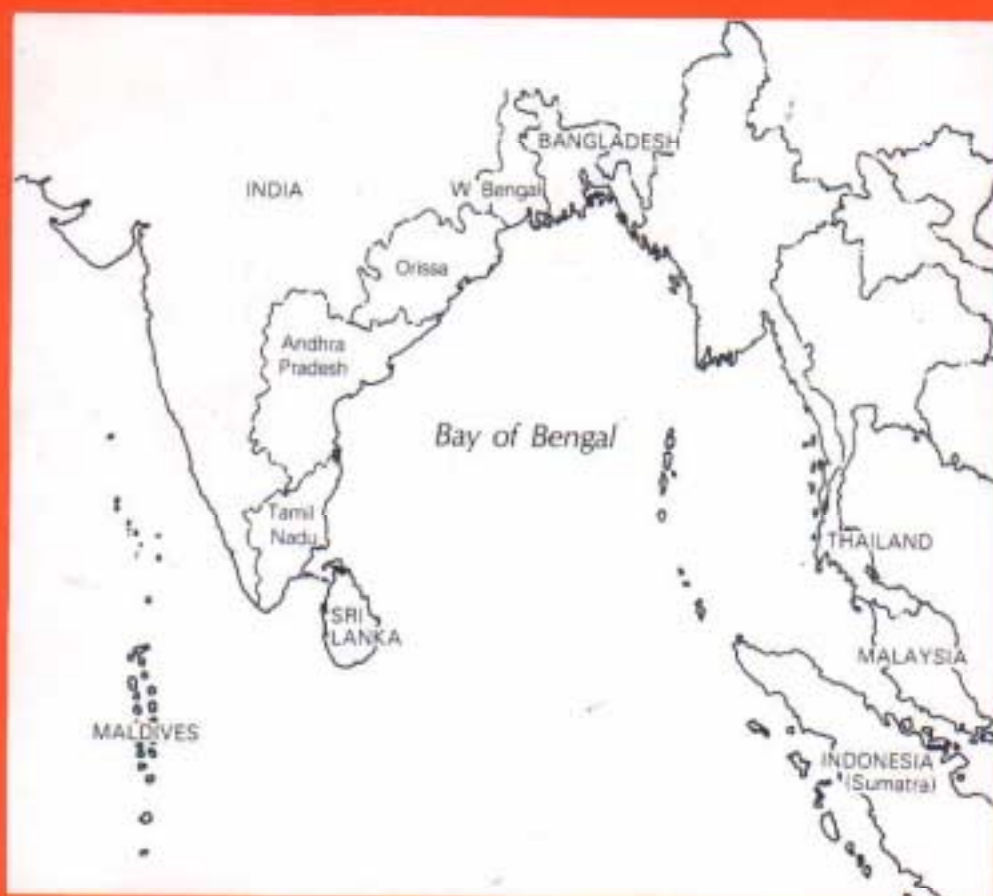 BANGLADESH
INDIA
W Bengal
Orissa
Andhra
Pradesh
Bay of Bengal
Tamil
Nadu
THAILAND
SRI
LANKA
MALAYSIA
MALDIVES
INDONESIA
(Sumatra)